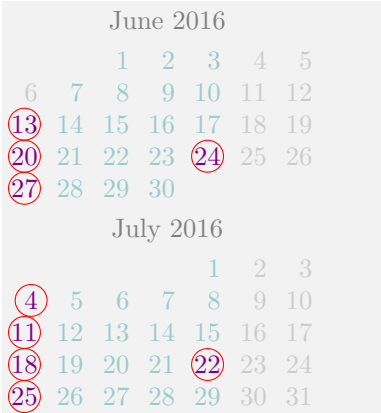 June 2016
1 2 3 4 5
6 7 8 9 10 11 12
13 14 15 16 17 18 19
20 21 22 23 24 25 26
27 28 29 30
July 2016
1 2 3
4 5 6 7 8 9 10
11 12 13 14 15 16 17
18 19 20 21 22 23 24
25 26 27 28 29 30 31